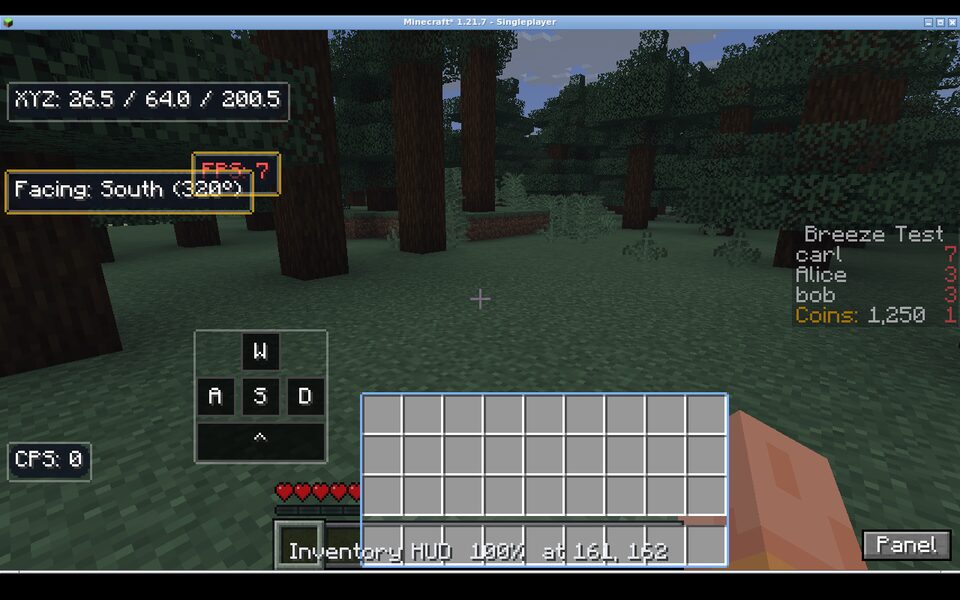 Minecraft* 1.21.7 - Singleplayer
XYZ: 26.5 / 64.0 / 200.5
FPS: 7
Facing: South (320°)
Breeze Test
carl 7
Alice 3
bob 3
Coins: 1,250 1
W
A S D
^
CPS: 0
Inventory HUD 100% at 161, 162
Panel